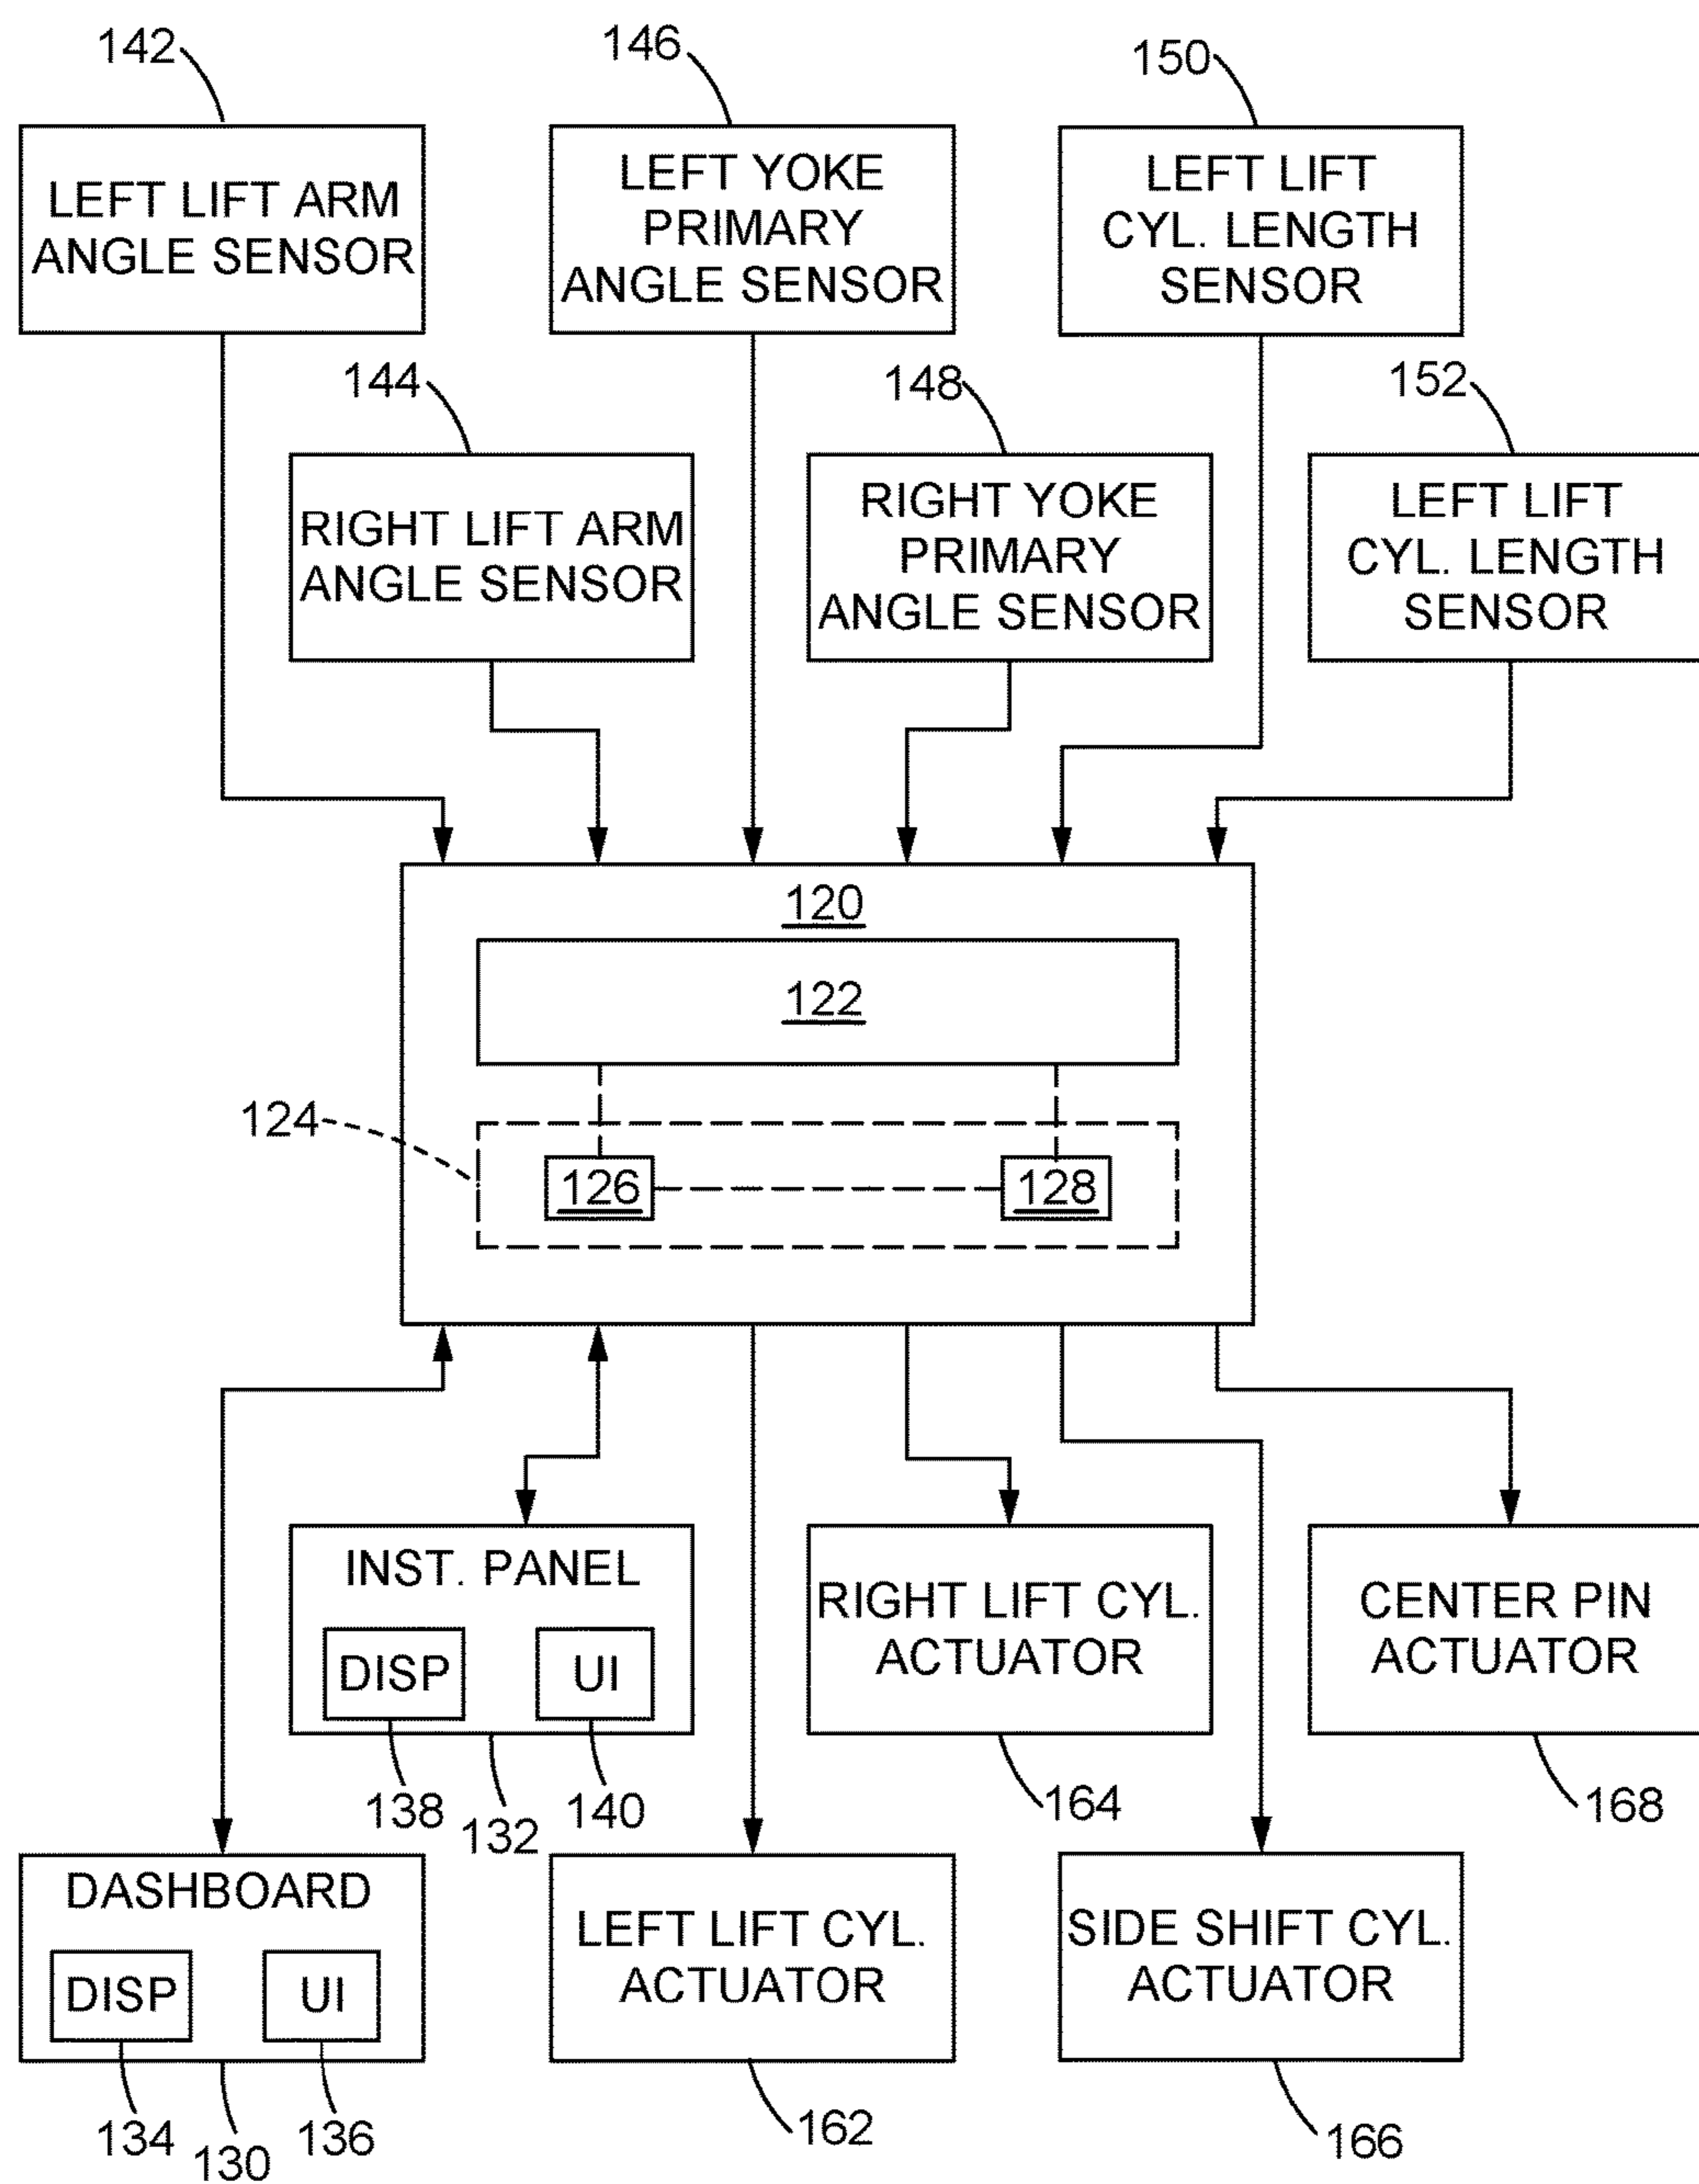 142
146
150
LEFT LIFT ARM
ANGLE SENSOR
LEFT YOKE
PRIMARY
ANGLE SENSOR
LEFT LIFT
CYL. LENGTH
SENSOR
144
148
152
RIGHT LIFT ARM
ANGLE SENSOR
RIGHT YOKE
PRIMARY
ANGLE SENSOR
LEFT LIFT
CYL. LENGTH
SENSOR
120
122
124
126
128
INST. PANEL
DISP
UI
138
132
140
RIGHT LIFT CYL.
ACTUATOR
164
CENTER PIN
ACTUATOR
168
DASHBOARD
DISP
UI
134
130
136
LEFT LIFT CYL.
ACTUATOR
162
SIDE SHIFT CYL.
ACTUATOR
166